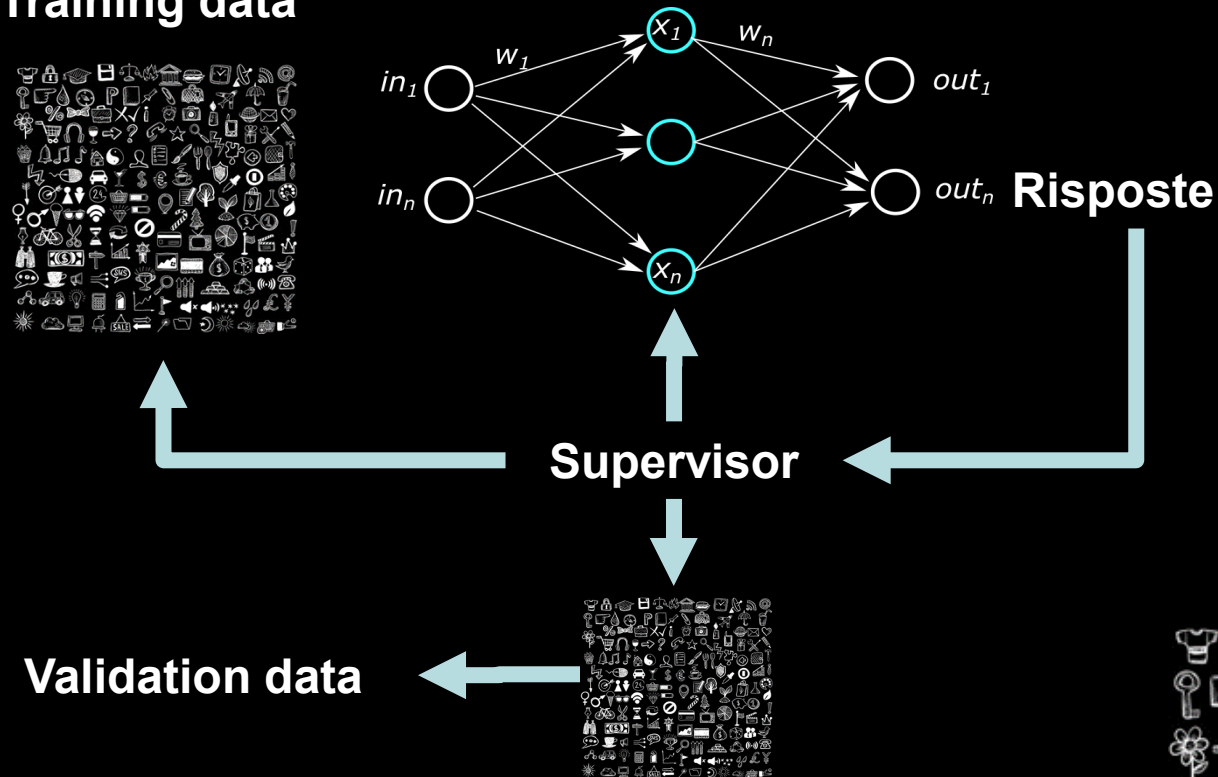 Training data
w1
x1
wn
in1
out1
inn
outn
Risposte
xn
Supervisor
Validation data